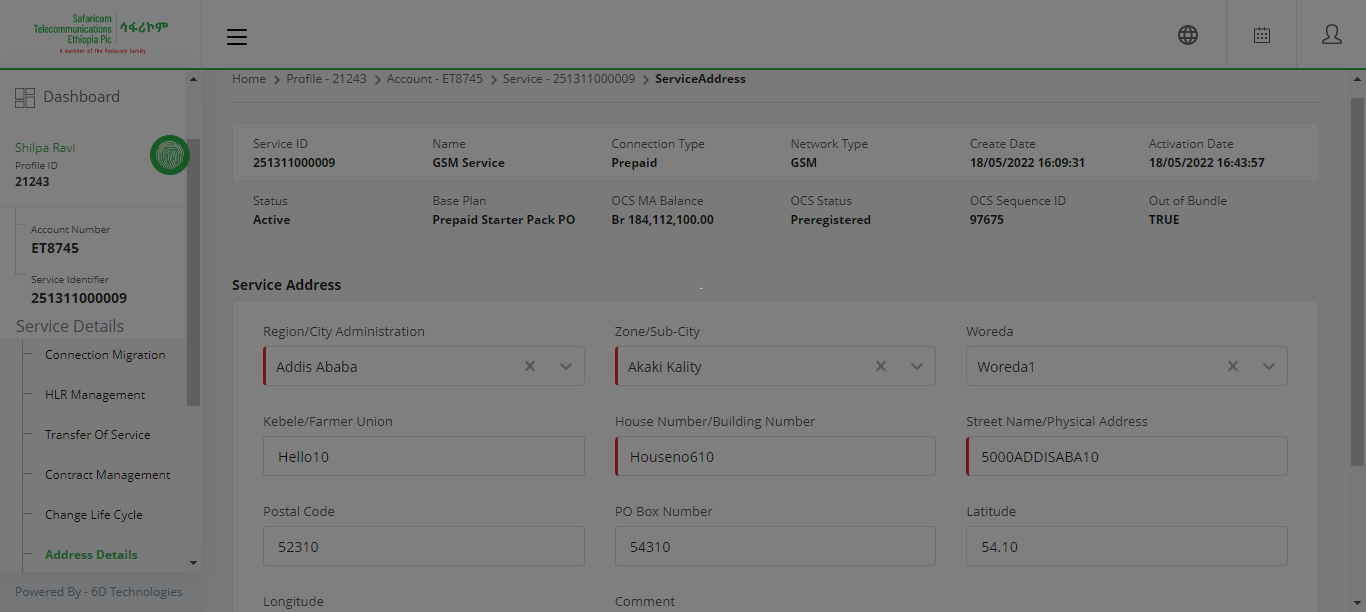 Safaricom
Telecommunications
Ethiopia Plc
ሳፋሪኮም
A member of the Vodacom family
Home > Profile - 21243 > Account - ET8745 > Service - 251311000009 > ServiceAddress
Dashboard
Shilpa Ravi
Profile ID
21243
Account Number
ET8745
Service Identifier
251311000009
Service Details
Connection Migration
HLR Management
Transfer Of Service
Contract Management
Change Life Cycle
Address Details
Powered By - 6D Technologies
Service ID Name Connection Type Network Type Create Date Activation Date
251311000009 GSM Service Prepaid GSM 18/05/2022 16:09:31 18/05/2022 16:43:57
Status Base Plan OCS MA Balance OCS Status OCS Sequence ID Out of Bundle
Active Prepaid Starter Pack PO Br 184,112,100.00 Preregistered 97675 TRUE
Service Address
Region/City Administration Zone/Sub-City Woreda
Addis Ababa Akaki Kality Woreda1
Kebele/Farmer Union House Number/Building Number Street Name/Physical Address
Hello10 Houseno610 5000ADDISABA10
Postal Code PO Box Number Latitude
52310 54310 54.10
Longitude Comment